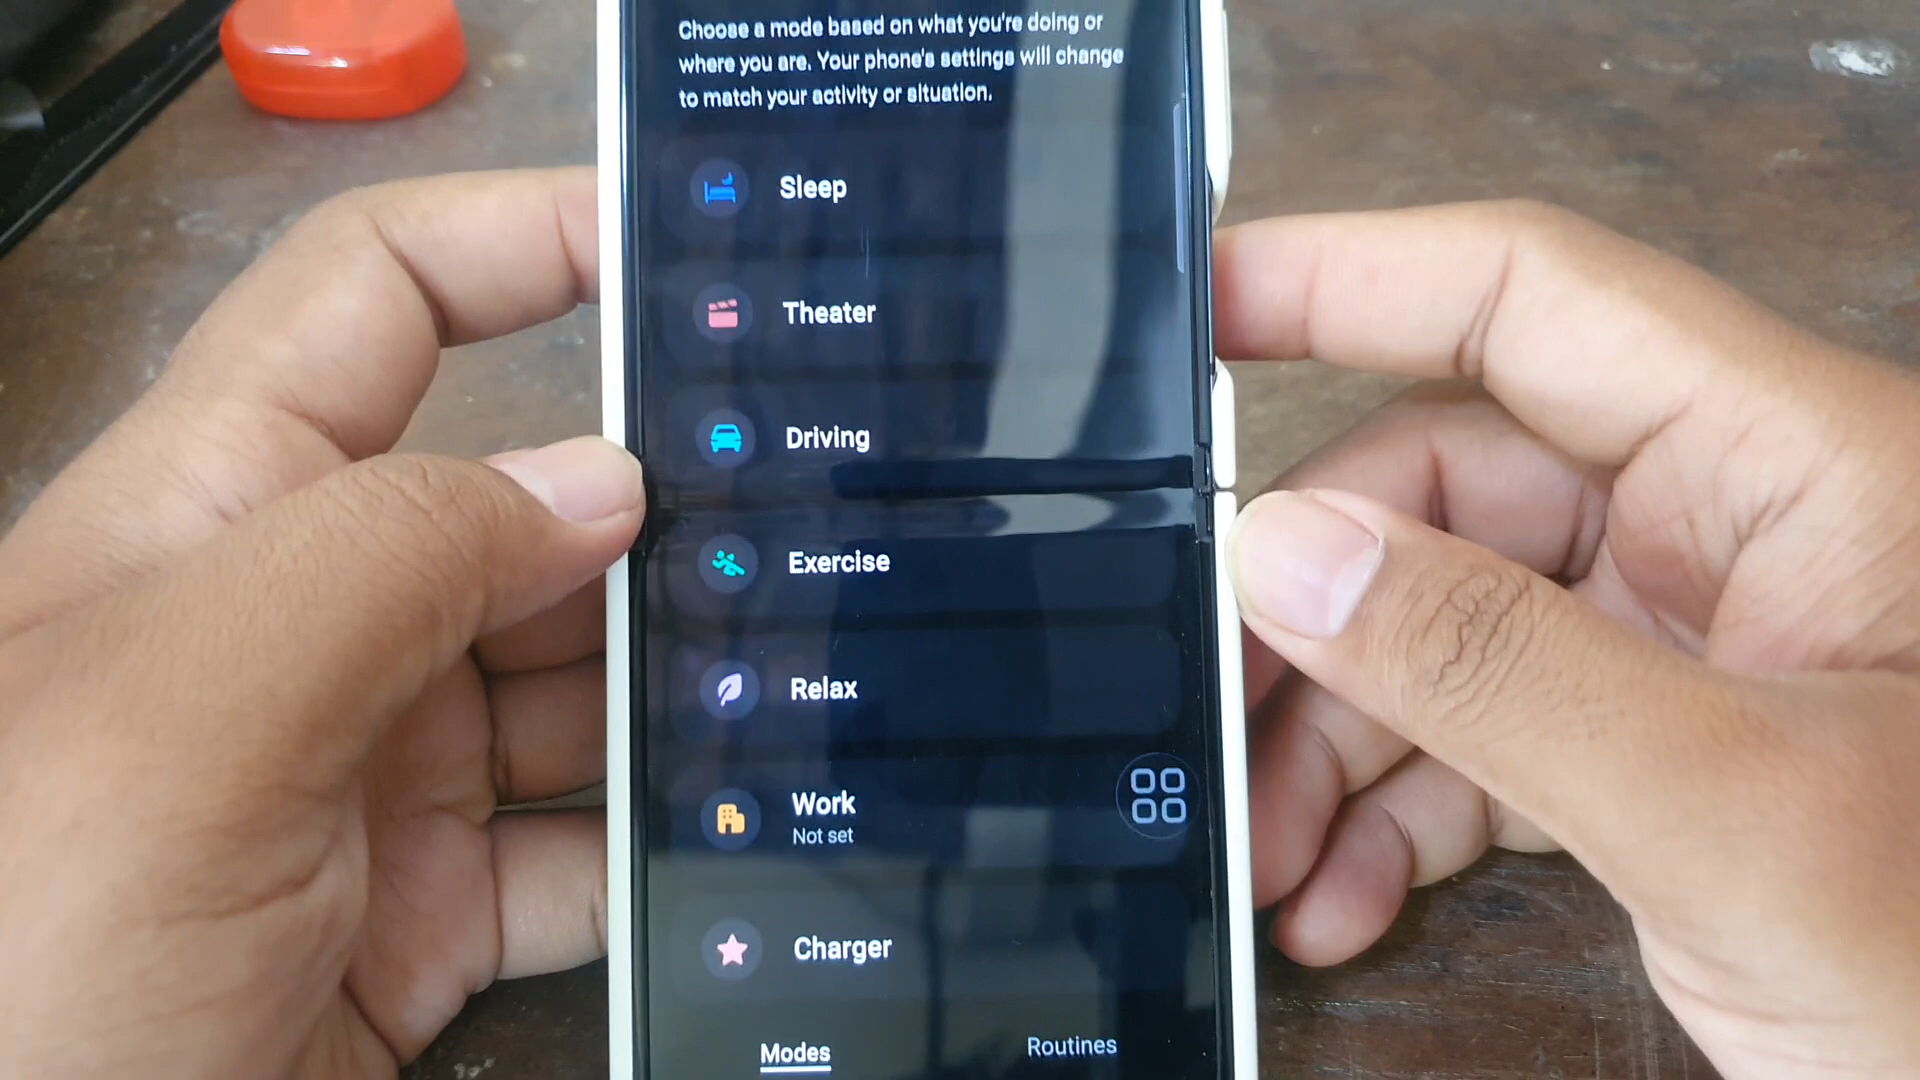 Choose a mode based on what you're doing or
where you are. Your phone's settings will change
to match your activity or situation.
Sleep
Theater
Driving
Exercise
Relax
Work
Not set
Charger
Modes
Routines